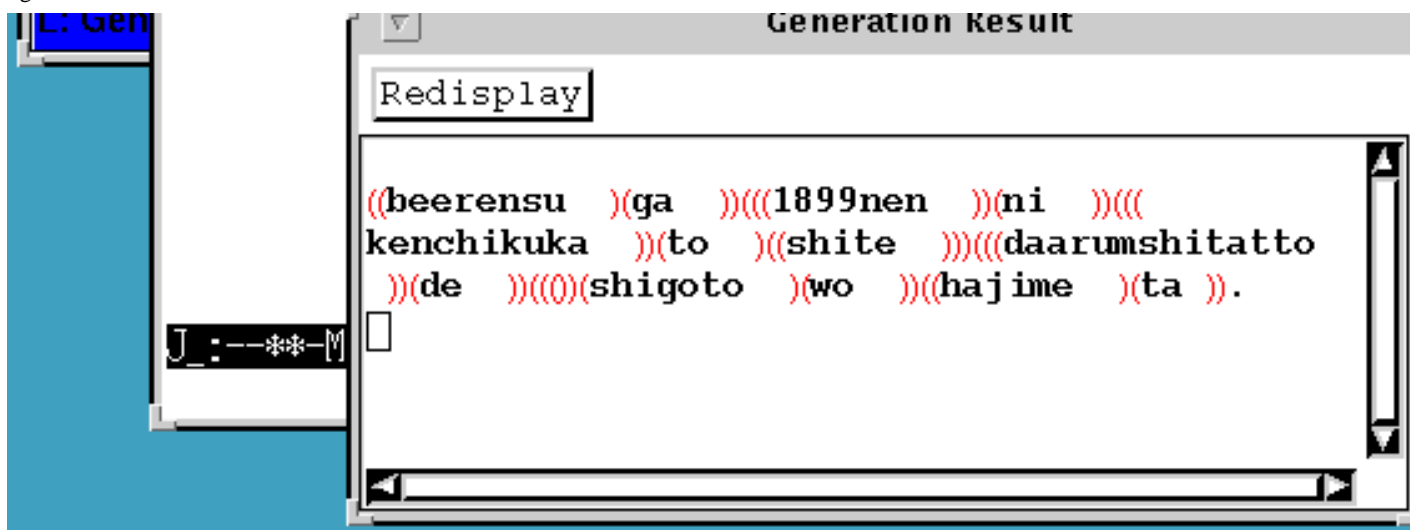 L: Gen
Generation Result
Redisplay
((beerensu )(ga ))(((1899nen ))(ni ))(((
kenchikuka ))(to )((shite )))(((daarumshitatto
))(de ))((())(shigoto )(wo ))((hajime )(ta )).
J_:--**-M